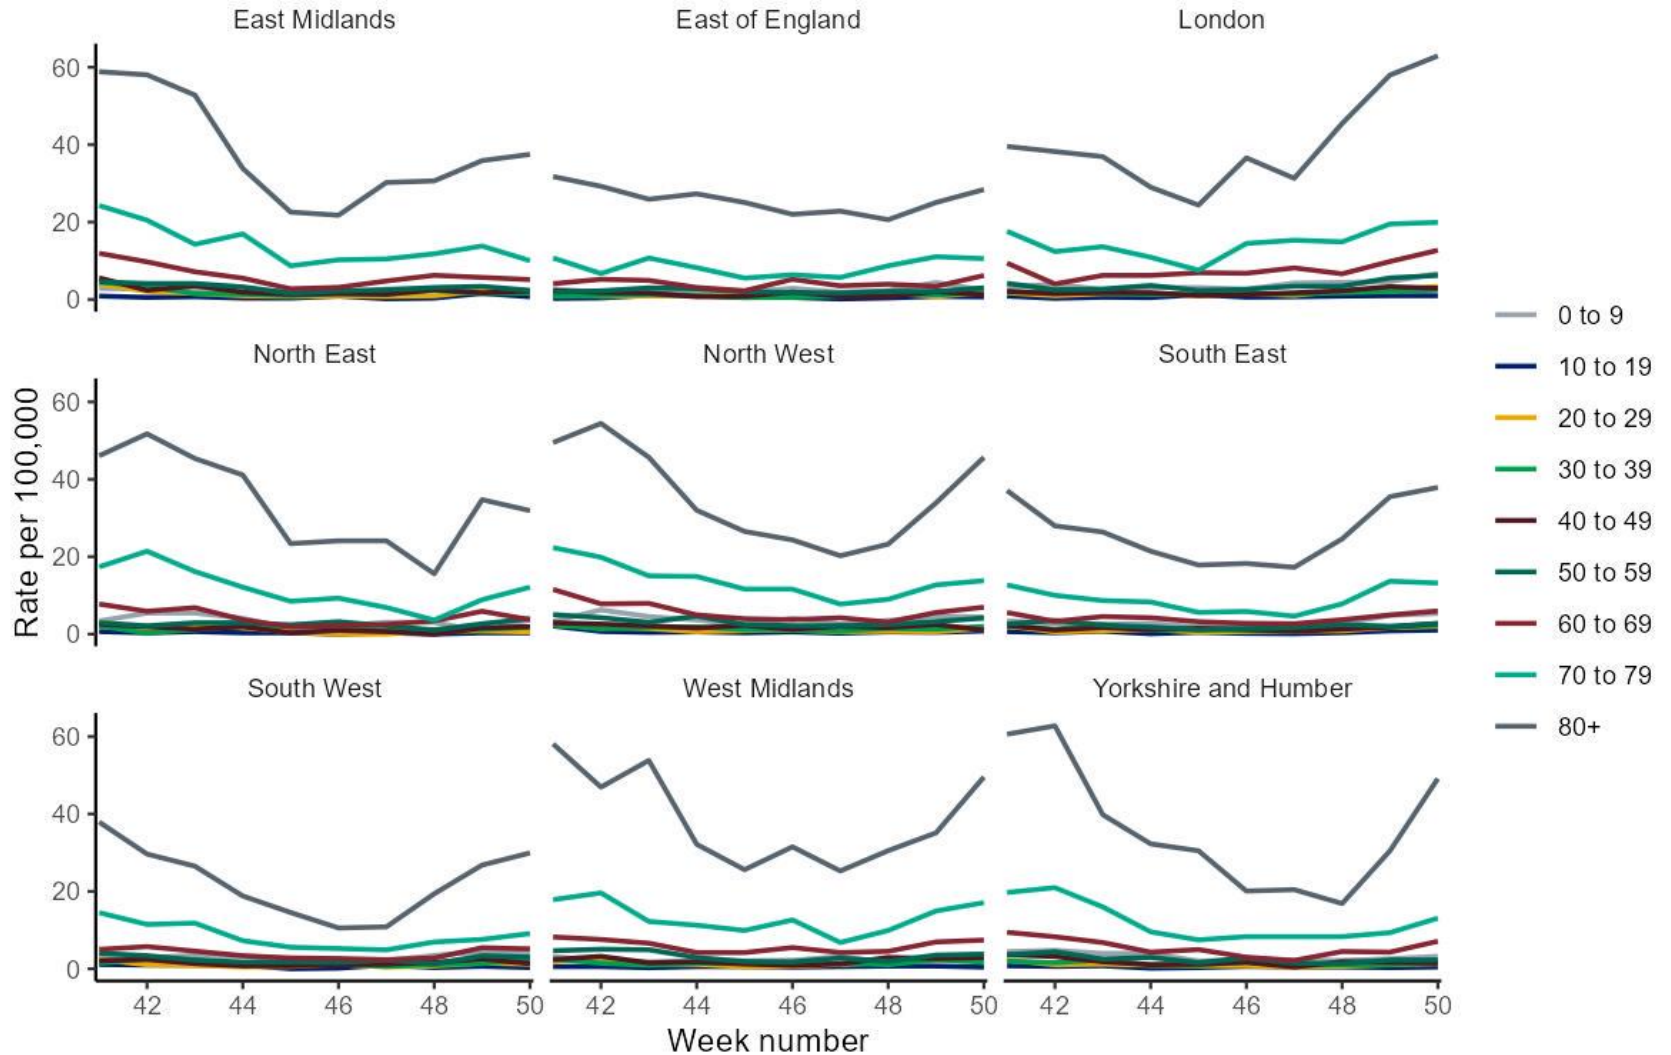 East Midlands East of England London
60
40
20
0
North East North West South East
60
40
20
0
South West West Midlands Yorkshire and Humber
60
40
20
0
42 44 46 48 50 42 44 46 48 50 42 44 46 48 50
Week number
Rate per 100,000
0 to 9
10 to 19
20 to 29
30 to 39
40 to 49
50 to 59
60 to 69
70 to 79
80+